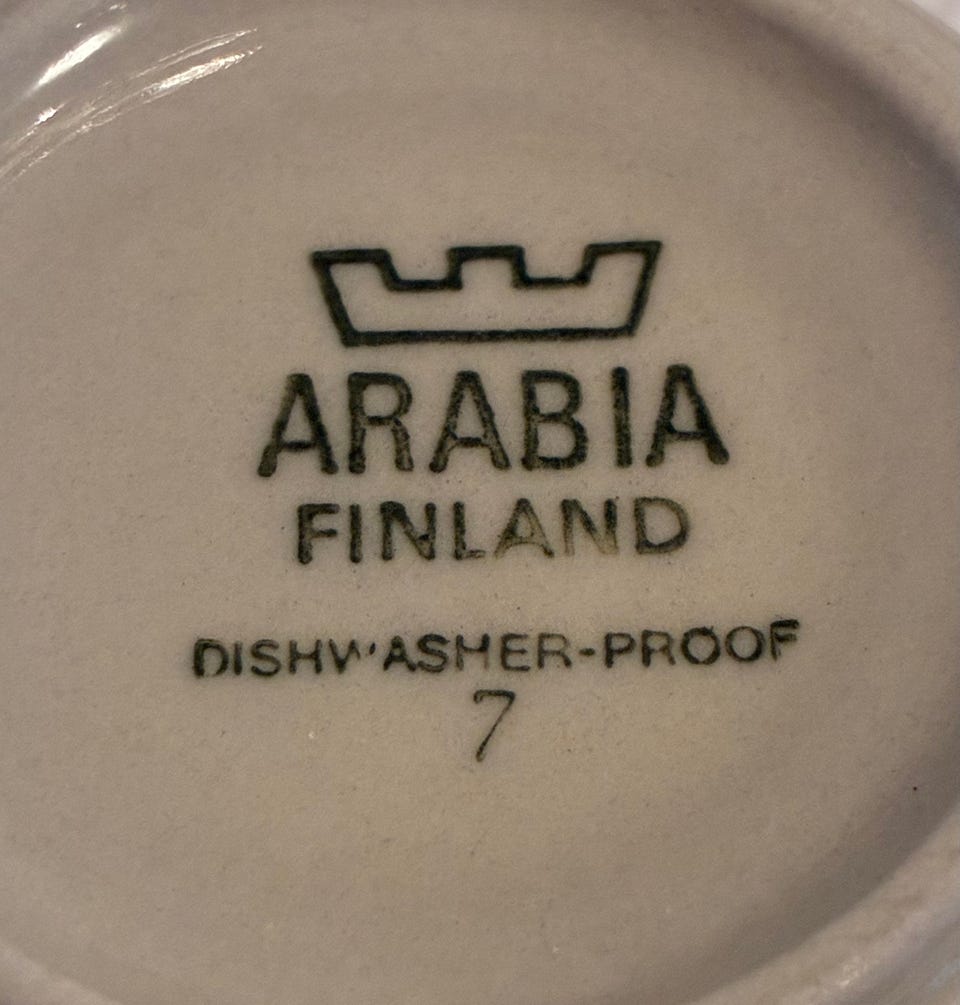 ARABIA
FINLAND
DISHWASHER-PROOF
7